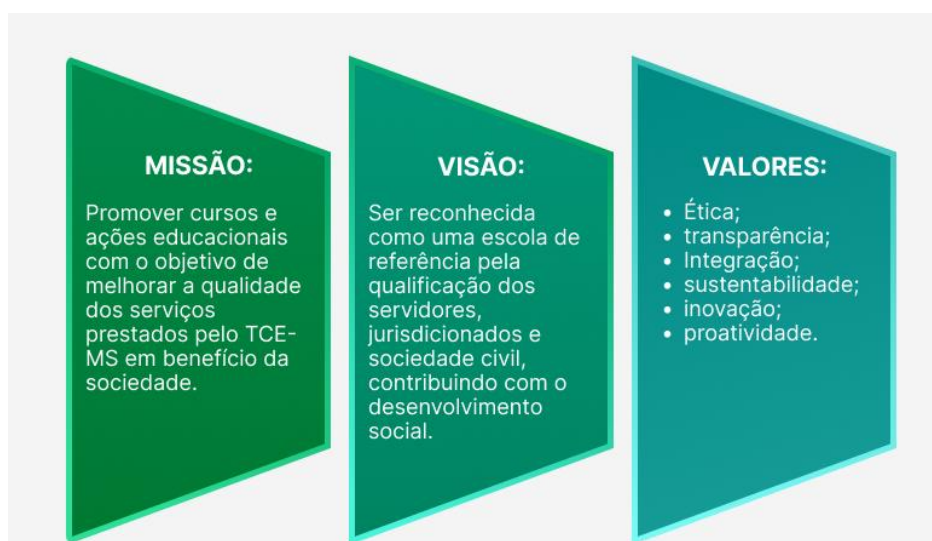 MISSÃO:
Promover cursos e
ações educacionais
com o objetivo de
melhorar a qualidade
dos serviços
prestados pelo TCE-
MS em benefício da
sociedade.
VISÃO:
Ser reconhecida
como uma escola de
referência pela
qualificação dos
servidores,
jurisdicionados e
sociedade civil,
contribuindo com o
desenvolvimento
social.
VALORES:
• Ética;
• transparência;
• Integração;
• sustentabilidade;
• inovação;
• proatividade.